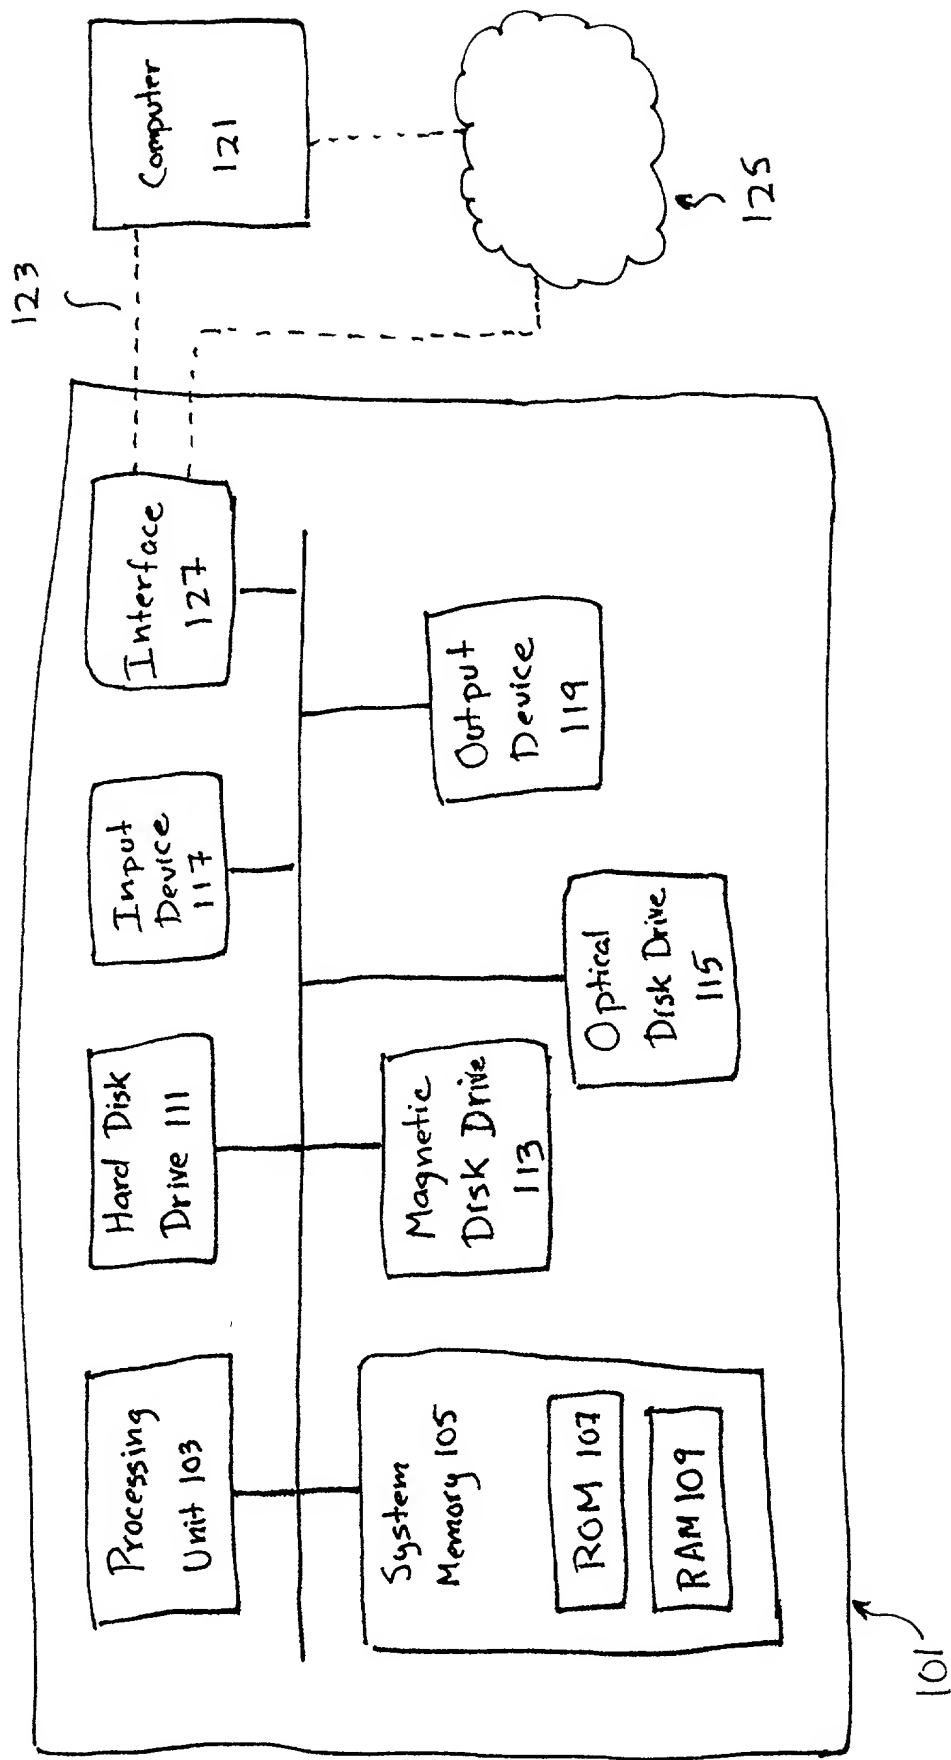 Processing
Unit 103
Hard Disk
Drive 111
Input
Device
117
Interface
127
123
Computer
121
System
Memory 105
ROM 107
RAM 109
Magnetic
Disk Drive
113
Optical
Disk Drive
115
Output
Device
119
125
101